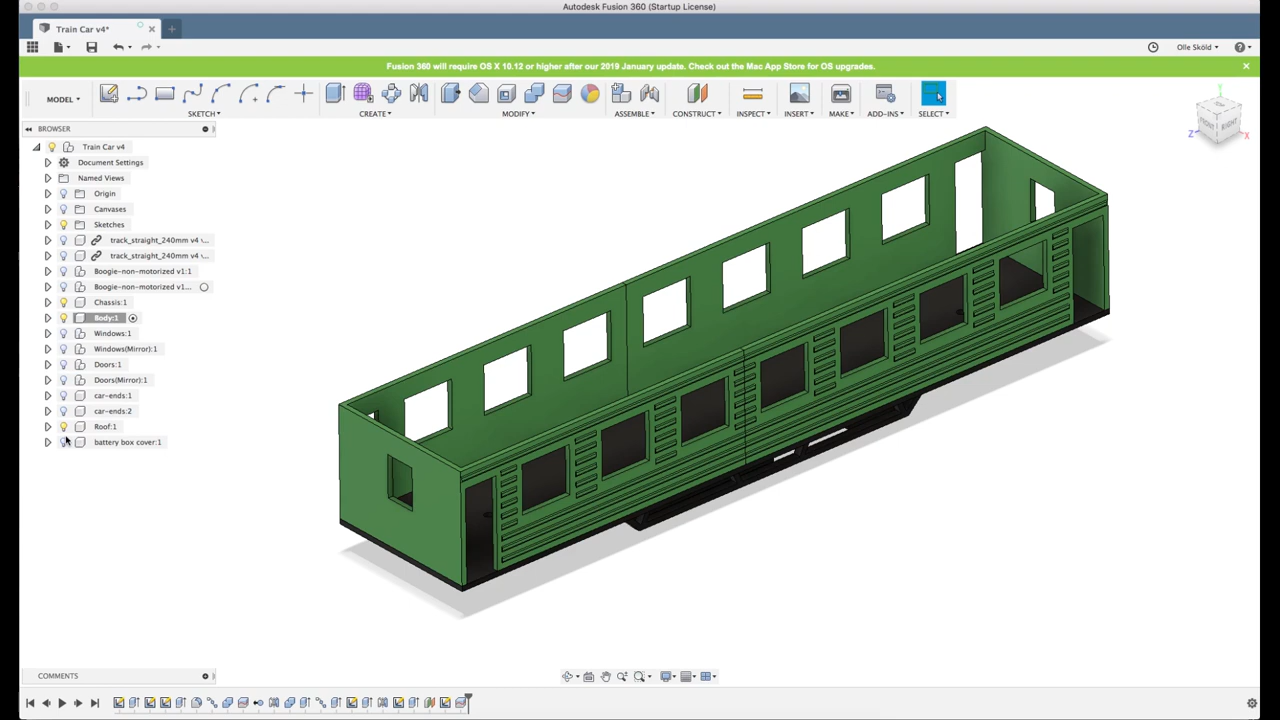 Autodesk Fusion 360 (Startup License)
Train Car v4*
Olle Sköld
Fusion 360 will require OS X 10.12 or higher after our 2019 January update. Check out the Mac App Store for OS upgrades.
MODEL
SKETCH
CREATE
MODIFY
ASSEMBLE
CONSTRUCT
INSPECT
INSERT
MAKE
ADD-INS
SELECT
BROWSER
Train Car v4
Document Settings
Named Views
Origin
Canvases
Sketches
track_straight_240mm v4 ...
track_straight_240mm v4 ...
Boogie-non-motorized v1:1
Boogie-non-motorized v1...
Chassis:1
Body:1
Windows:1
Windows(Mirror):1
Doors:1
Doors(Mirror):1
car-ends:1
car-ends:2
Roof:1
battery box cover:1
Y
FRONT
RIGHT
Z
X
COMMENTS